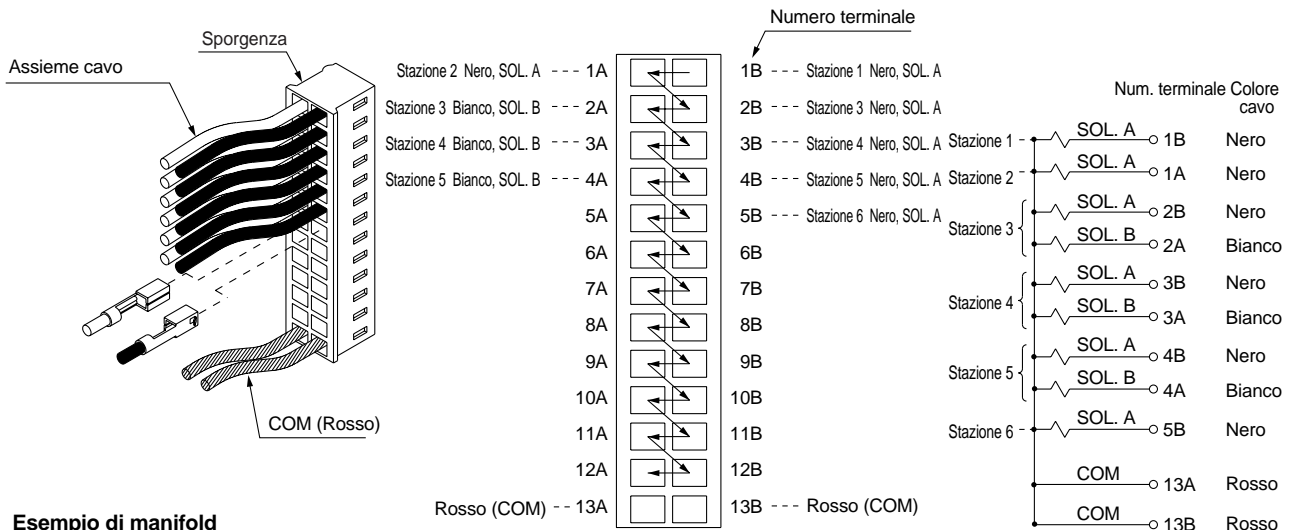 Numero terminale
Sporgenza
Assieme cavo
Stazione 2 Nero, SOL. A --- 1A
1B --- Stazione 1 Nero, SOL. A
Stazione 3 Bianco, SOL. B --- 2A
2B --- Stazione 3 Nero, SOL. A
Stazione 4 Bianco, SOL. B --- 3A
3B --- Stazione 4 Nero, SOL. A
Stazione 5 Bianco, SOL. B --- 4A
4B --- Stazione 5 Nero, SOL. A
5A
5B --- Stazione 6 Nero, SOL. A
6A
6B
7A
7B
8A
8B
9A
9B
10A
10B
11A
11B
12A
12B
Rosso (COM) -- 13A
13B --- Rosso (COM)
COM (Rosso)
Num. terminale Colore
cavo
Stazione 1 - SOL. A 1B Nero
Stazione 2 -- SOL. A 1A Nero
Stazione 3
SOL. A 2B Nero
SOL. B 2A Bianco
Stazione 4
SOL. A 3B Nero
SOL. B 3A Bianco
Stazione 5
SOL. A 4B Nero
SOL. B 4A Bianco
Stazione 6 - SOL. A 5B Nero
COM 13A Rosso
COM 13B Rosso
Esempio di manifold